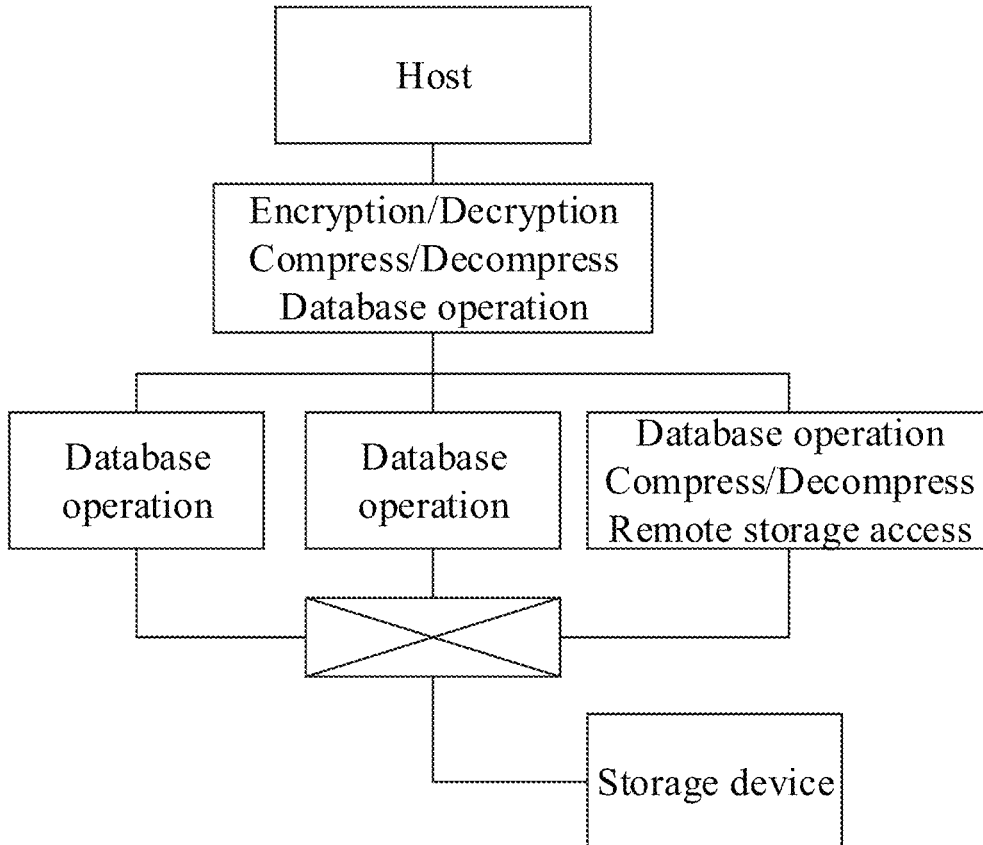 Host
Encryption/Decryption
Compress/Decompress
Database operation
Database
operation
Database
operation
Database operation
Compress/Decompress
Remote storage access
Storage device